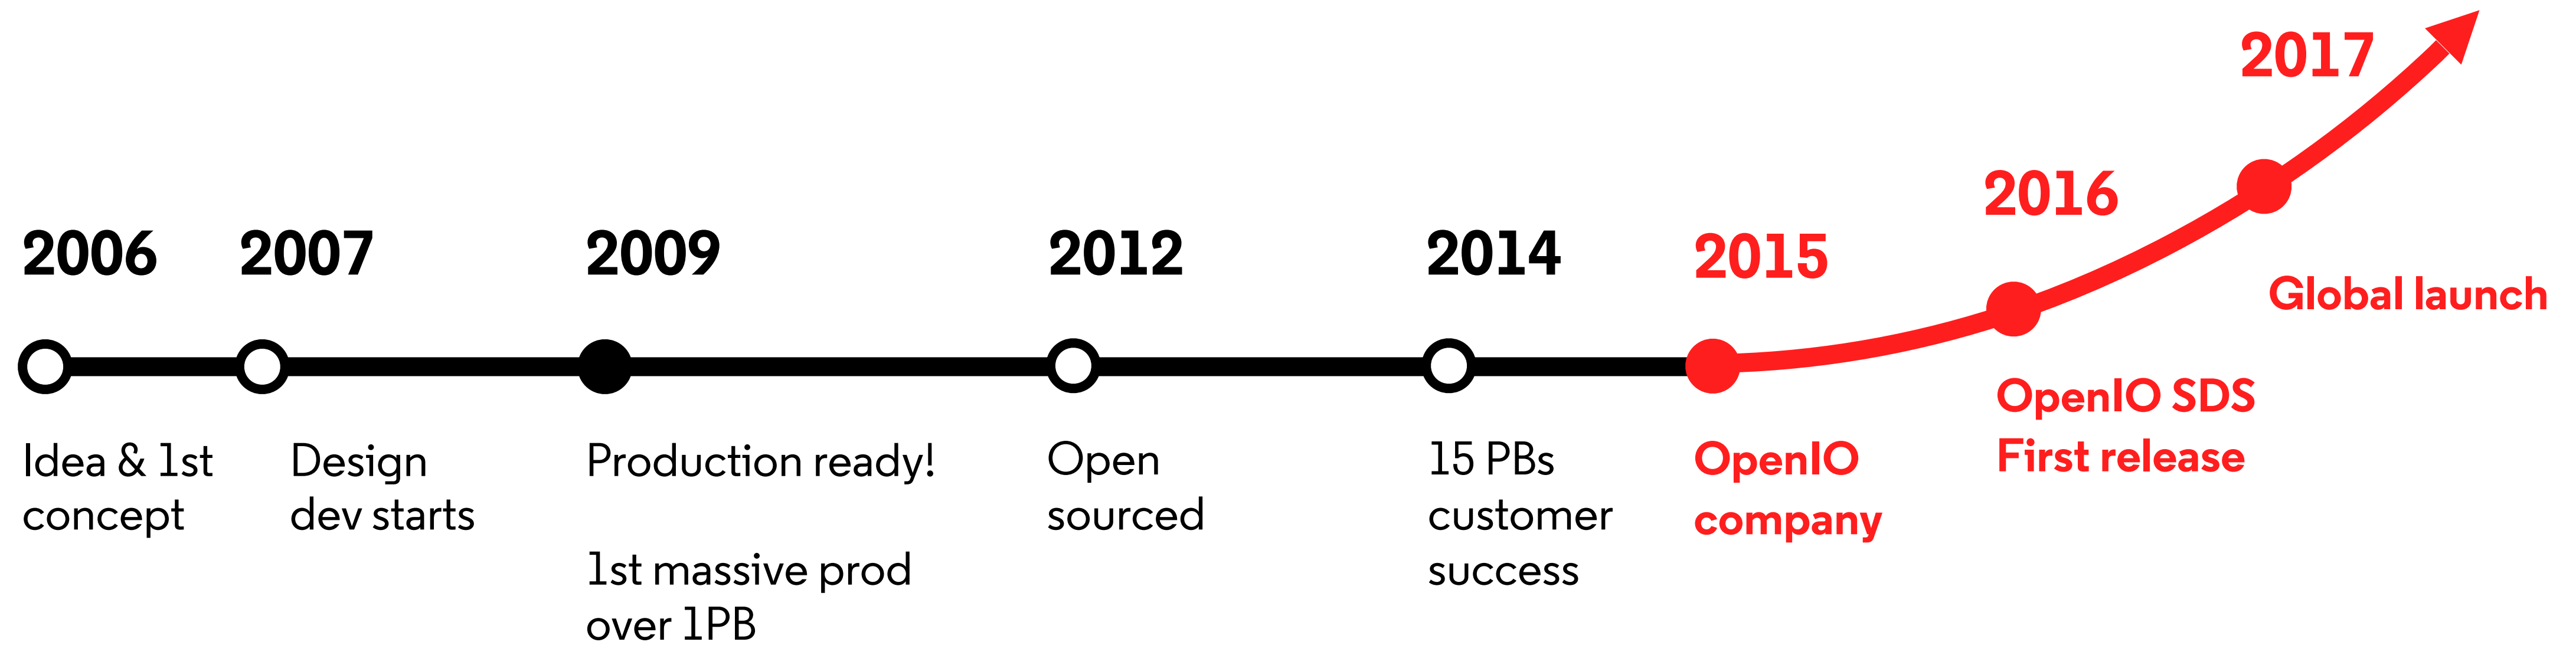 2006
Idea & 1st
concept
2007
Design
dev starts
2009
Production ready!
1st massive prod
over 1PB
2012
Open
sourced
2014
15 PBs
customer
success
2015
OpenIO
company
2016
OpenIO SDS
First release
2017
Global launch